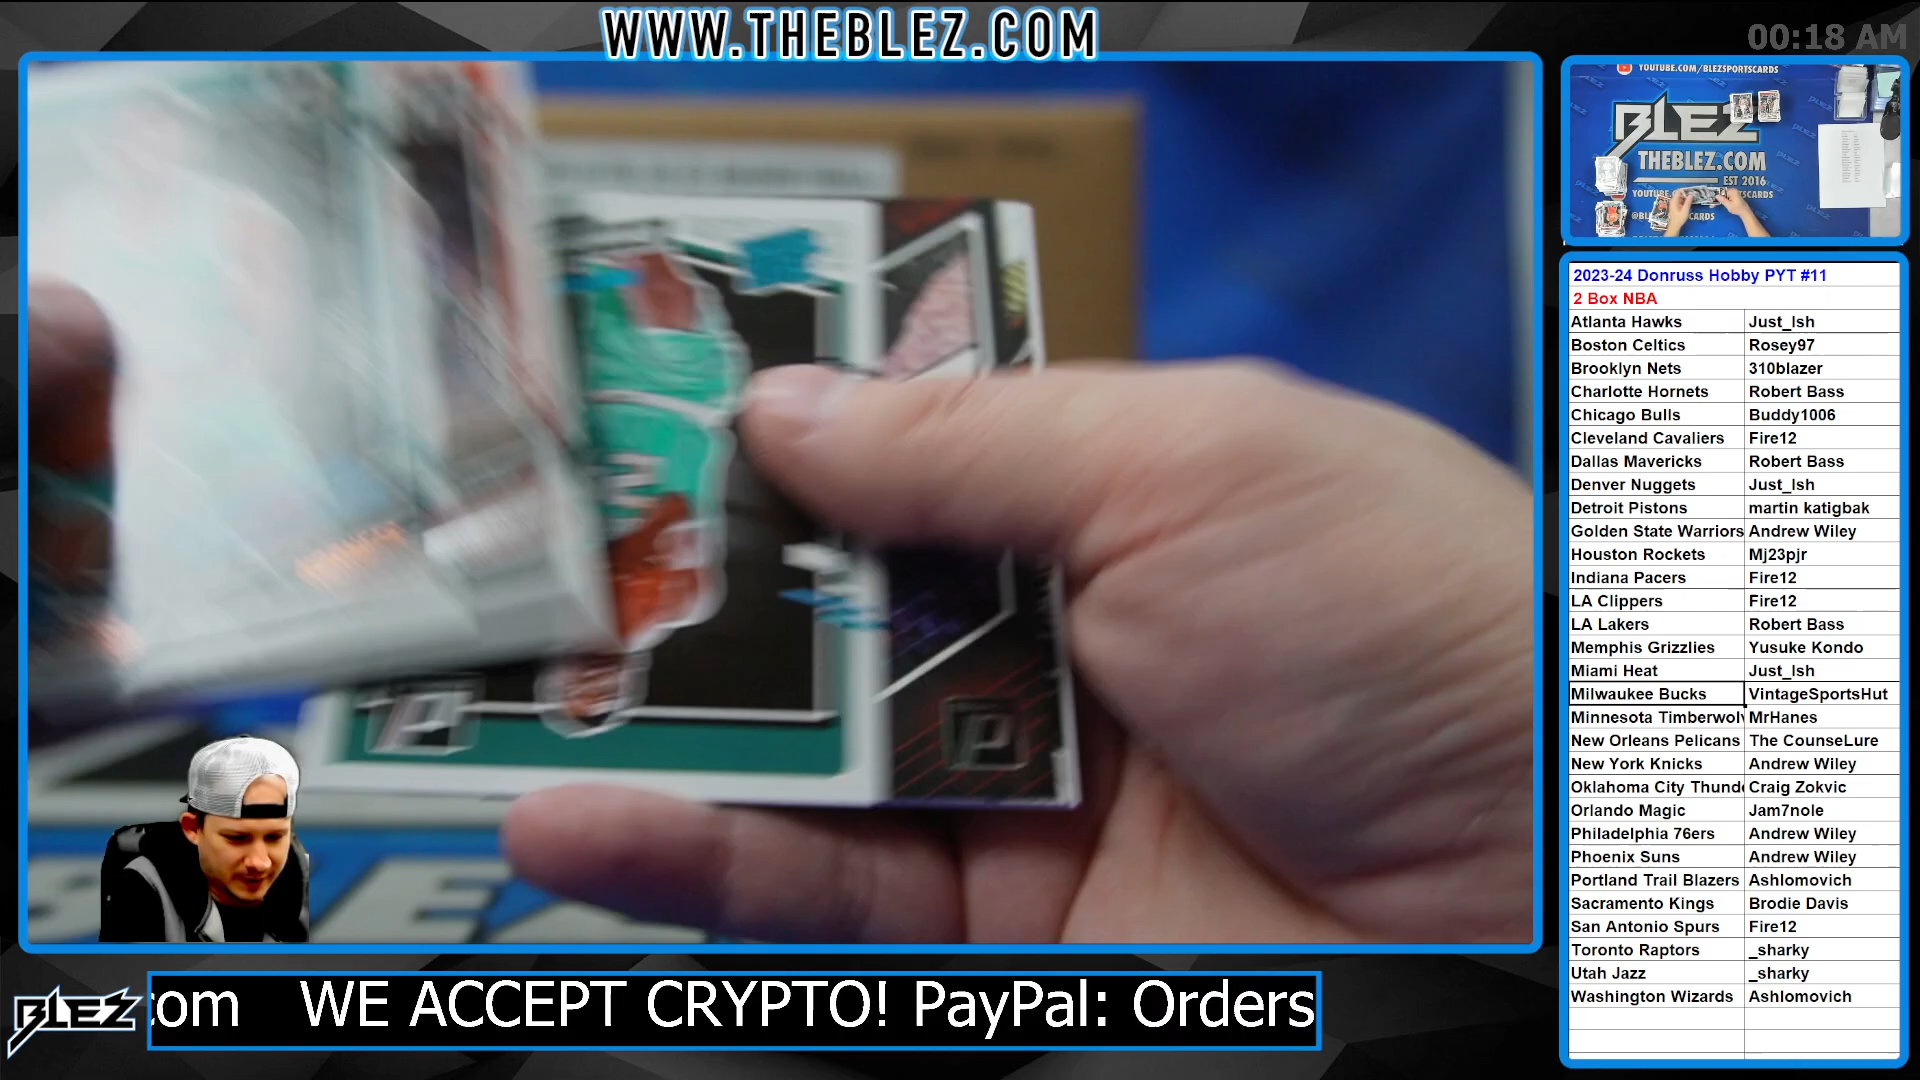 WWW.THEBLEZ.COM
00:18 AM
YOUTUBE.COM/BLEZSPORTSCARDS
BLEZ
THEBLEZ.COM
EST 2016
2023-24 Donruss Hobby PYT #11
2 Box NBA
Atlanta Hawks Just_Ish
Boston Celtics Rosey97
Brooklyn Nets 310blazer
Charlotte Hornets Robert Bass
Chicago Bulls Buddy1006
Cleveland Cavaliers Fire12
Dallas Mavericks Robert Bass
Denver Nuggets Just_Ish
Detroit Pistons martin katigbak
Golden State Warriors Andrew Wiley
Houston Rockets Mj23pjr
Indiana Pacers Fire12
LA Clippers Fire12
LA Lakers Robert Bass
Memphis Grizzlies Yusuke Kondo
Miami Heat Just_Ish
Milwaukee Bucks VintageSportsHut
Minnesota Timberwolv MrHanes
New Orleans Pelicans The CounseLure
New York Knicks Andrew Wiley
Oklahoma City Thunde Craig Zokvic
Orlando Magic Jam7nole
Philadelphia 76ers Andrew Wiley
Phoenix Suns Andrew Wiley
Portland Trail Blazers Ashlomovich
Sacramento Kings Brodie Davis
San Antonio Spurs Fire12
Toronto Raptors _sharky
Utah Jazz _sharky
Washington Wizards Ashlomovich
BLEZ
com WE ACCEPT CRYPTO! PayPal: Orders